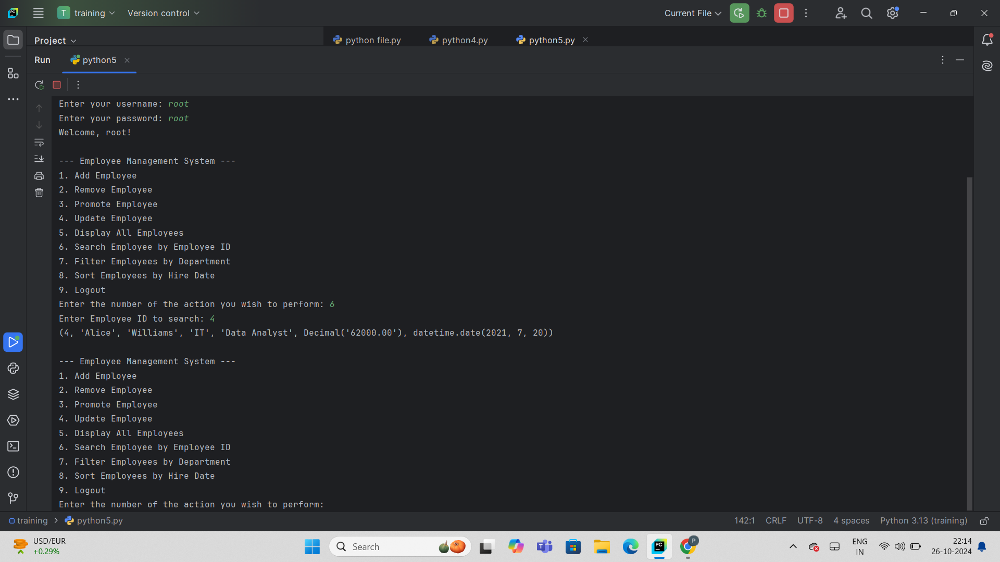 PC T training Version control Current File
Project python file.py python4.py python5.py
Run python5
Enter your username: root
Enter your password: root
Welcome, root!
--- Employee Management System ---
1. Add Employee
2. Remove Employee
3. Promote Employee
4. Update Employee
5. Display All Employees
6. Search Employee by Employee ID
7. Filter Employees by Department
8. Sort Employees by Hire Date
9. Logout
Enter the number of the action you wish to perform: 6
Enter Employee ID to search: 4
(4, 'Alice', 'Williams', 'IT', 'Data Analyst', Decimal('62000.00'), datetime.date(2021, 7, 20))
--- Employee Management System ---
1. Add Employee
2. Remove Employee
3. Promote Employee
4. Update Employee
5. Display All Employees
6. Search Employee by Employee ID
7. Filter Employees by Department
8. Sort Employees by Hire Date
9. Logout
Enter the number of the action you wish to perform:
training > python5.py 142:1 CRLF UTF-8 4 spaces Python 3.13 (training)
USD/EUR
+0.29%
Search
T
PC
P
ENG
IN
22:14
26-10-2024